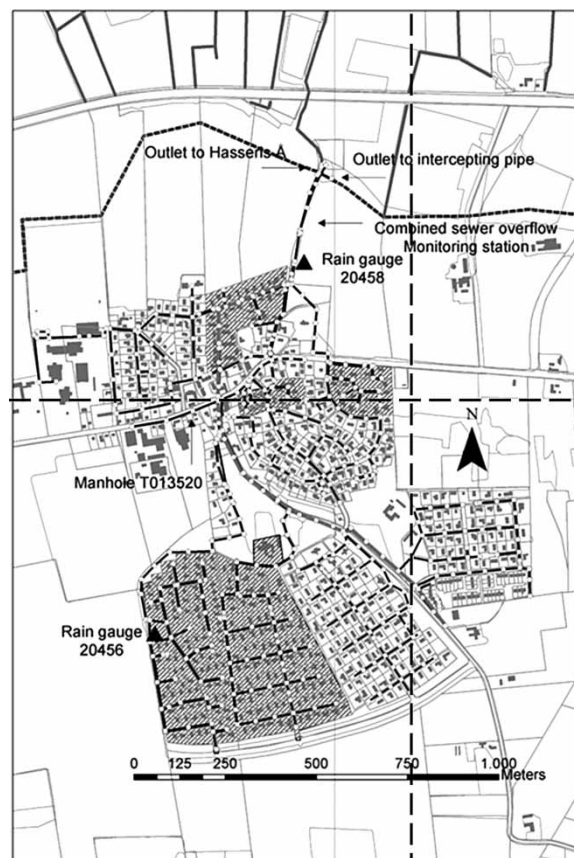 Outlet to Hasseris Å
Outlet to intercepting pipe
Combined sewer overflow
Monitoring station
Rain gauge
20458
N
Manhole T013520
Rain gauge
20456
0 125 250 500 750 1.000
Meters